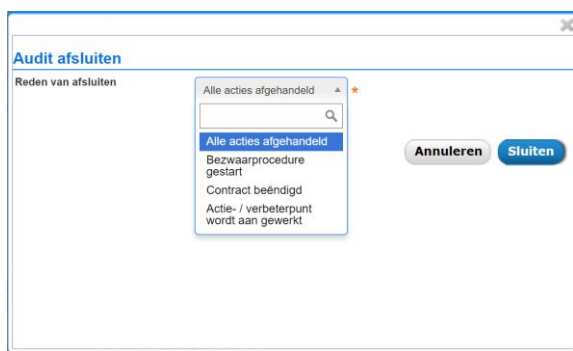 Audit afsluiten
Reden van afsluiten
Alle acties afgehandeld
*
Alle acties afgehandeld
Bezwaarprocedure
gestart
Contract beëndigd
Actie- / verbeterpunt
wordt aan gewerkt
Annuleren
Sluiten